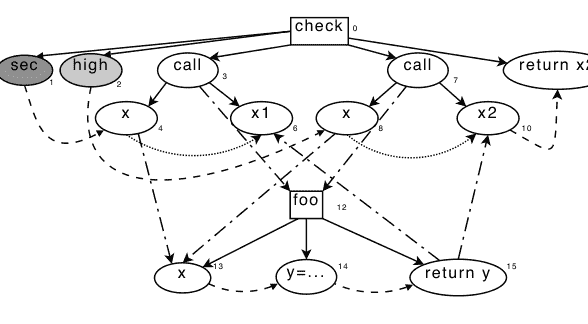 check 0
sec 1
high 2
call 3
call 7
return x2
x 4
x1 6
x 8
x2 10
foo 12
x 13
y=... 14
return y 15